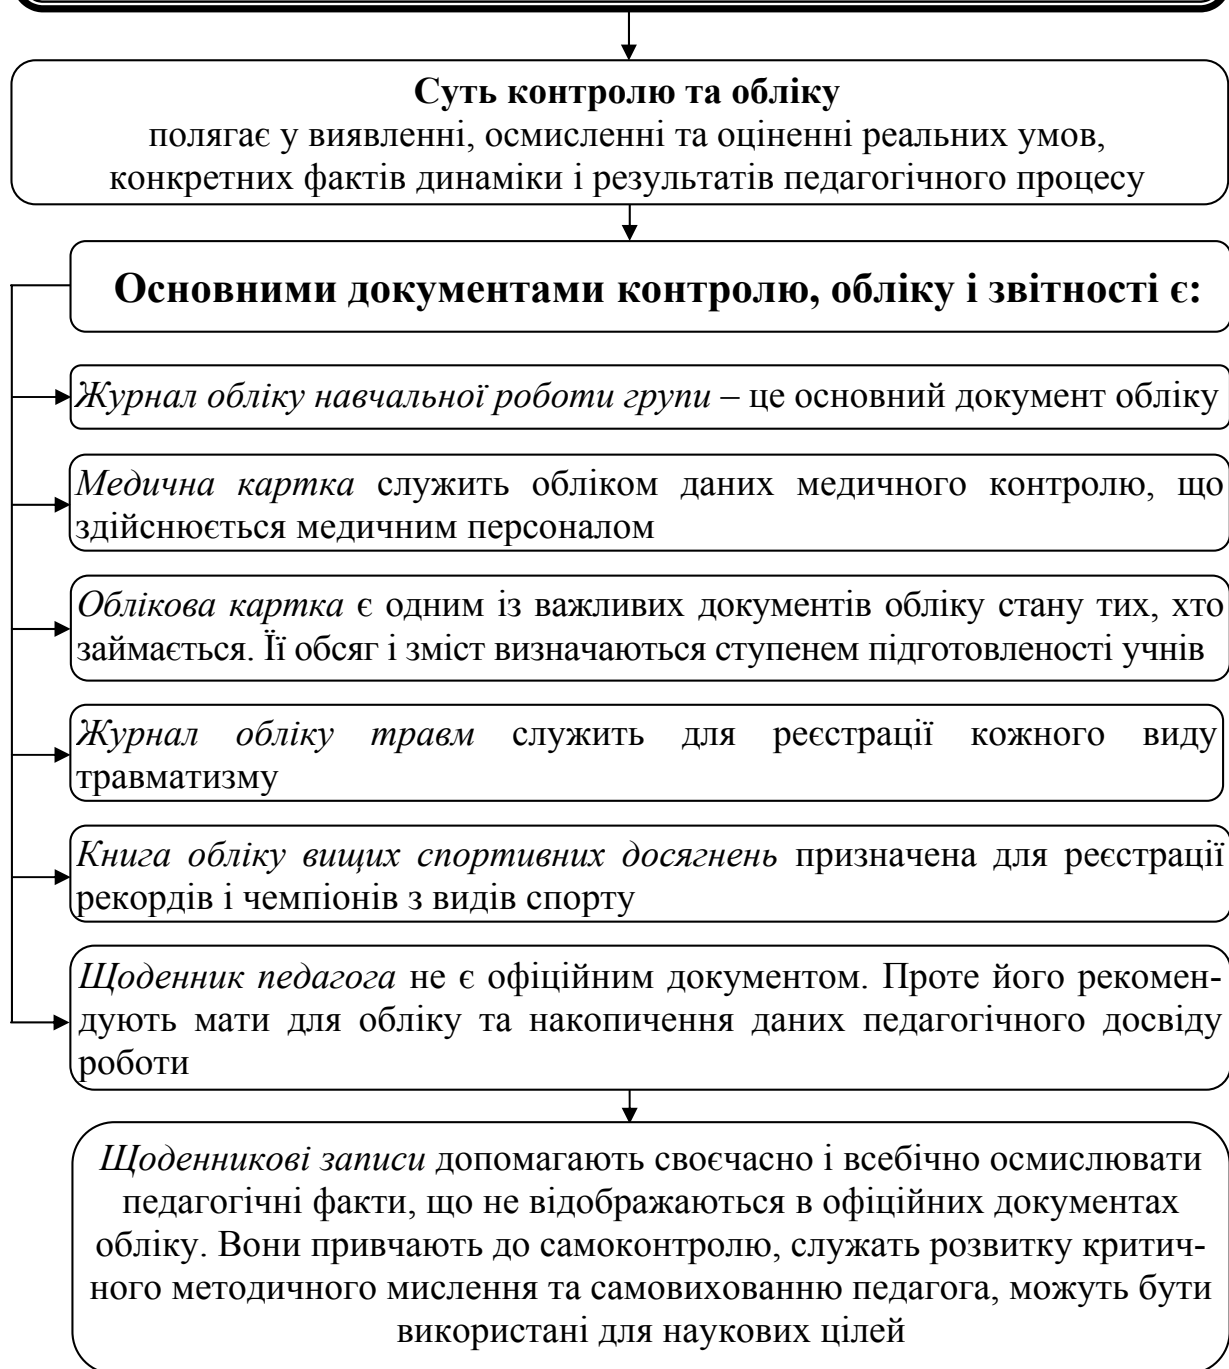 Суть контролю та обліку
полягає у виявленні, осмисленні та оціненні реальних умов,
конкретних фактів динаміки і результатів педагогічного процесу
Основними документами контролю, обліку і звітності є:
Журнал обліку навчальної роботи групи – це основний документ обліку
Медична картка служить обліком даних медичного контролю, що
здійснюється медичним персоналом
Облікова картка є одним із важливих документів обліку стану тих, хто
займається. Її обсяг і зміст визначаються ступенем підготовленості учнів
Журнал обліку травм служить для реєстрації кожного виду
травматизму
Книга обліку вищих спортивних досягнень призначена для реєстрації
рекордів і чемпіонів з видів спорту
Щоденник педагога не є офіційним документом. Проте його рекомен-
дують мати для обліку та накопичення даних педагогічного досвіду
роботи
Щоденникові записи допомагають своєчасно і всебічно осмислювати
педагогічні факти, що не відображаються в офіційних документах
обліку. Вони привчають до самоконтролю, служать розвитку критич-
ного методичного мислення та самовихованню педагога, можуть бути
використані для наукових цілей